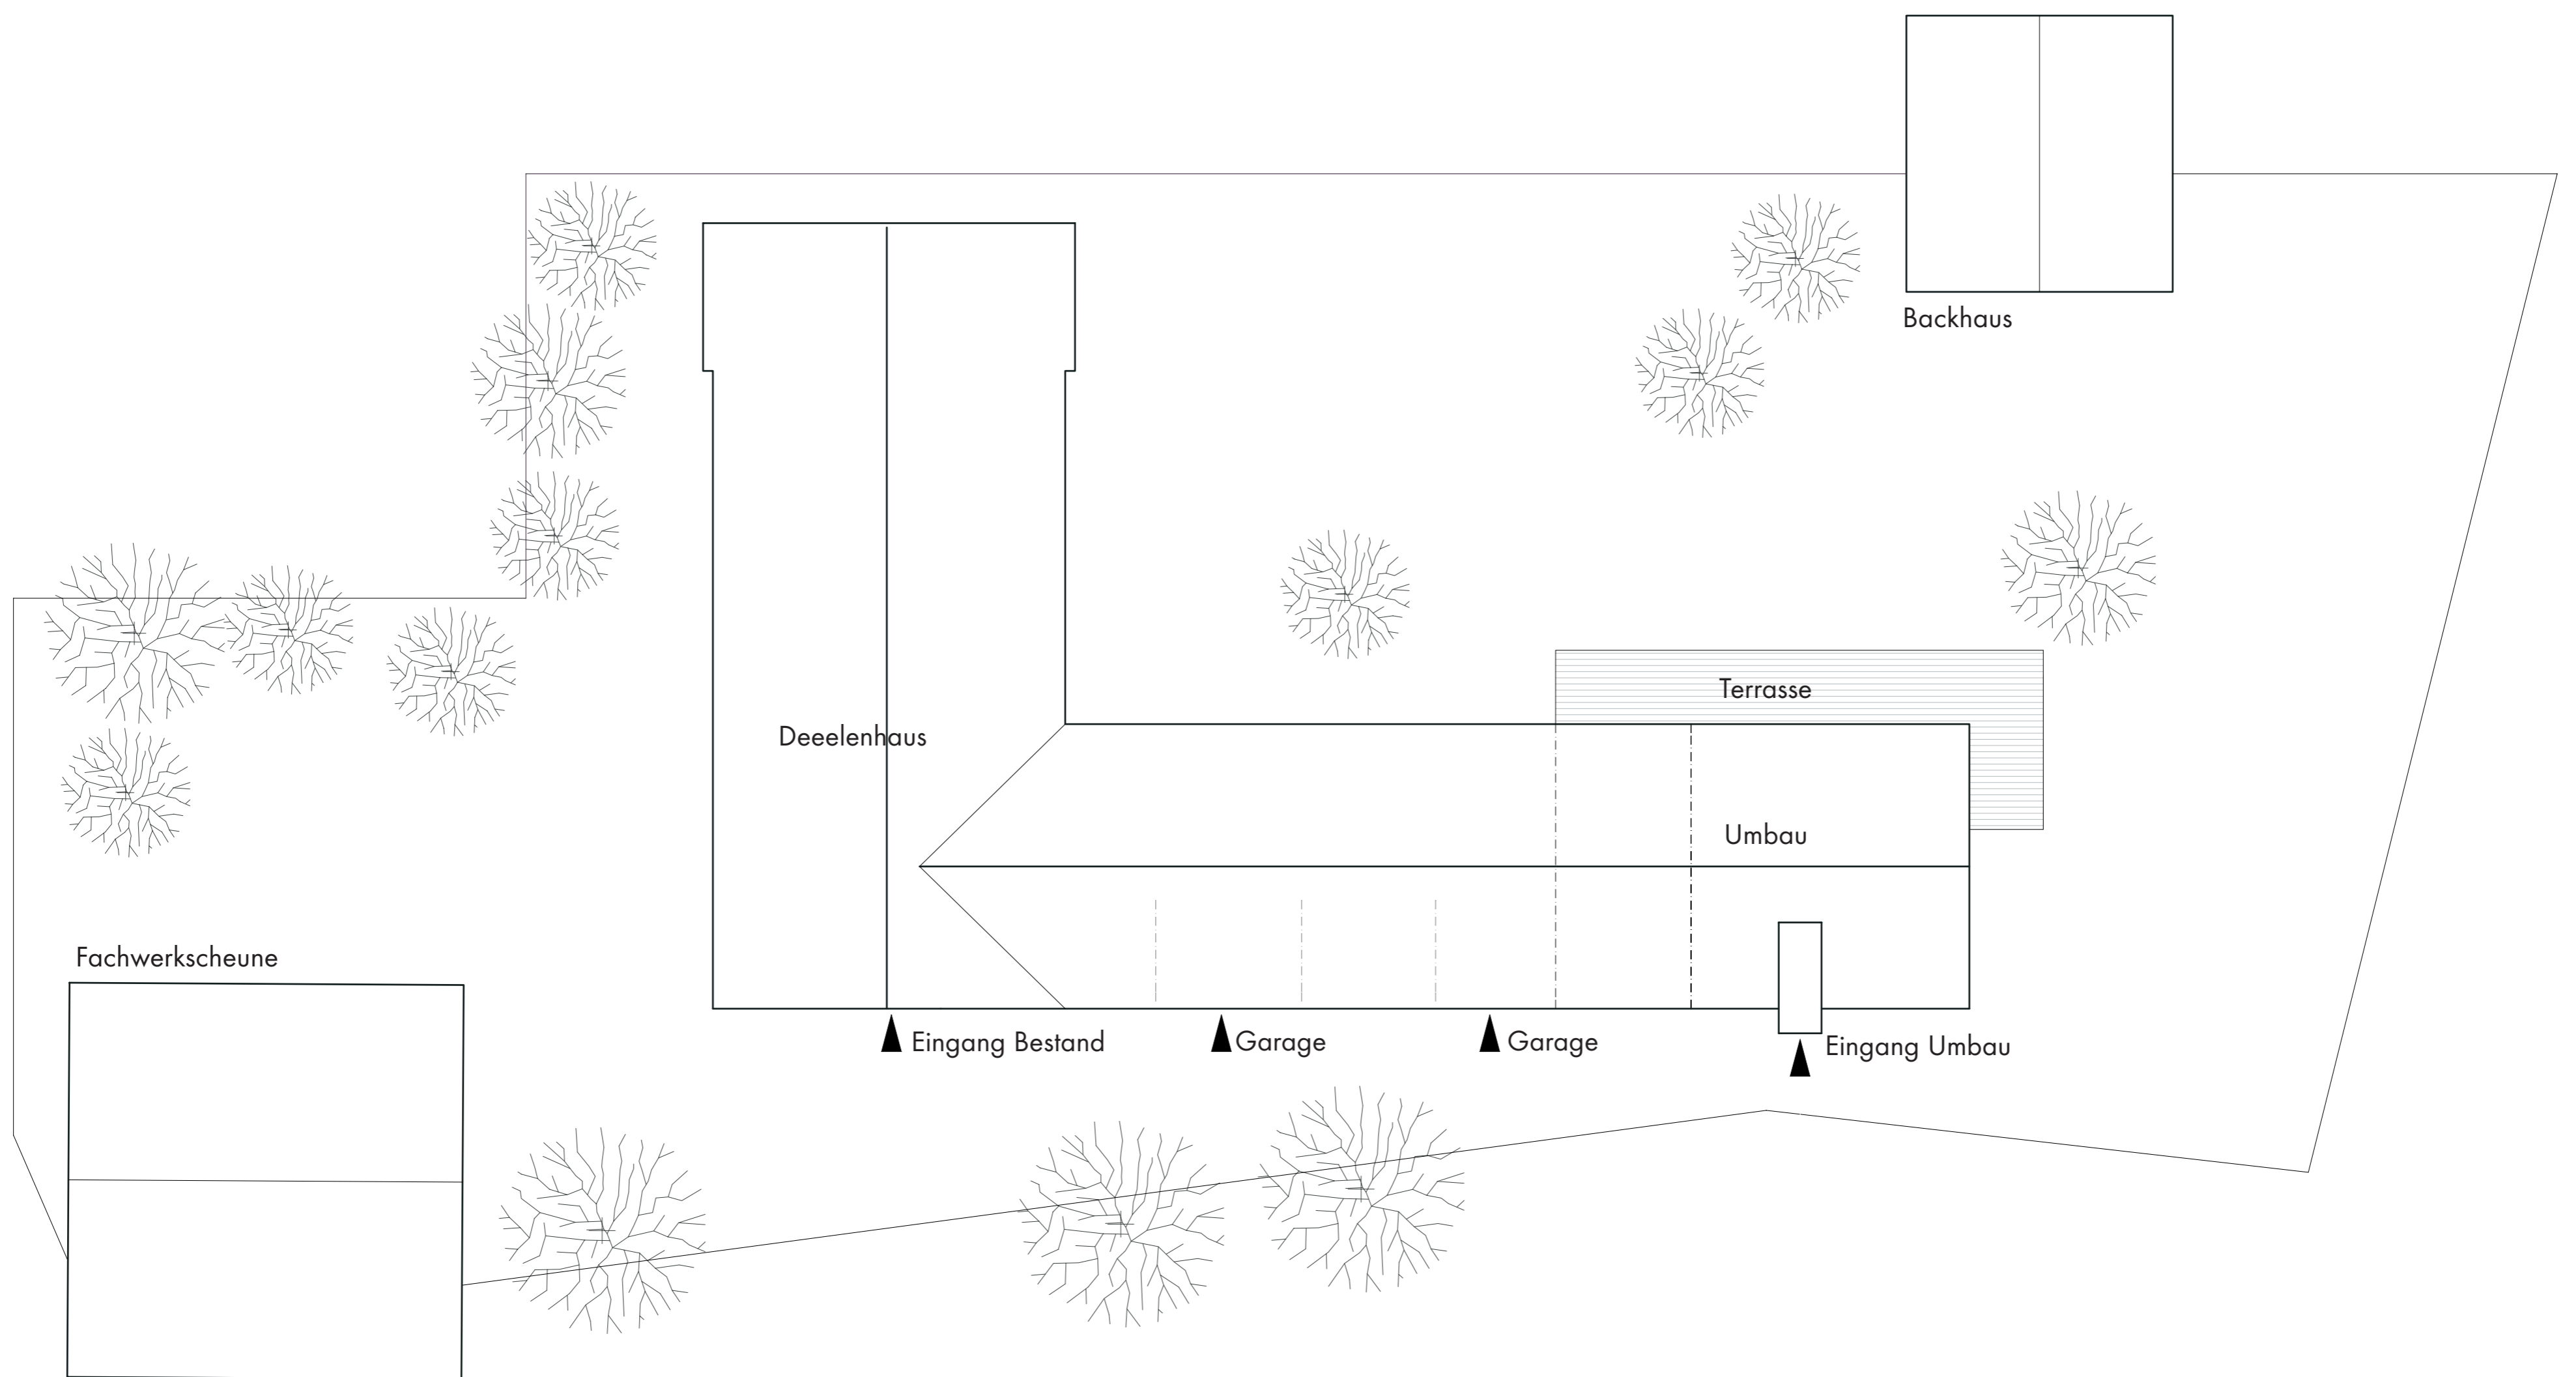 Backhaus
Terrasse
Deeelenhaus
Umbau
Fachwerkscheune
Eingang Bestand
Garage
Garage
Eingang Umbau